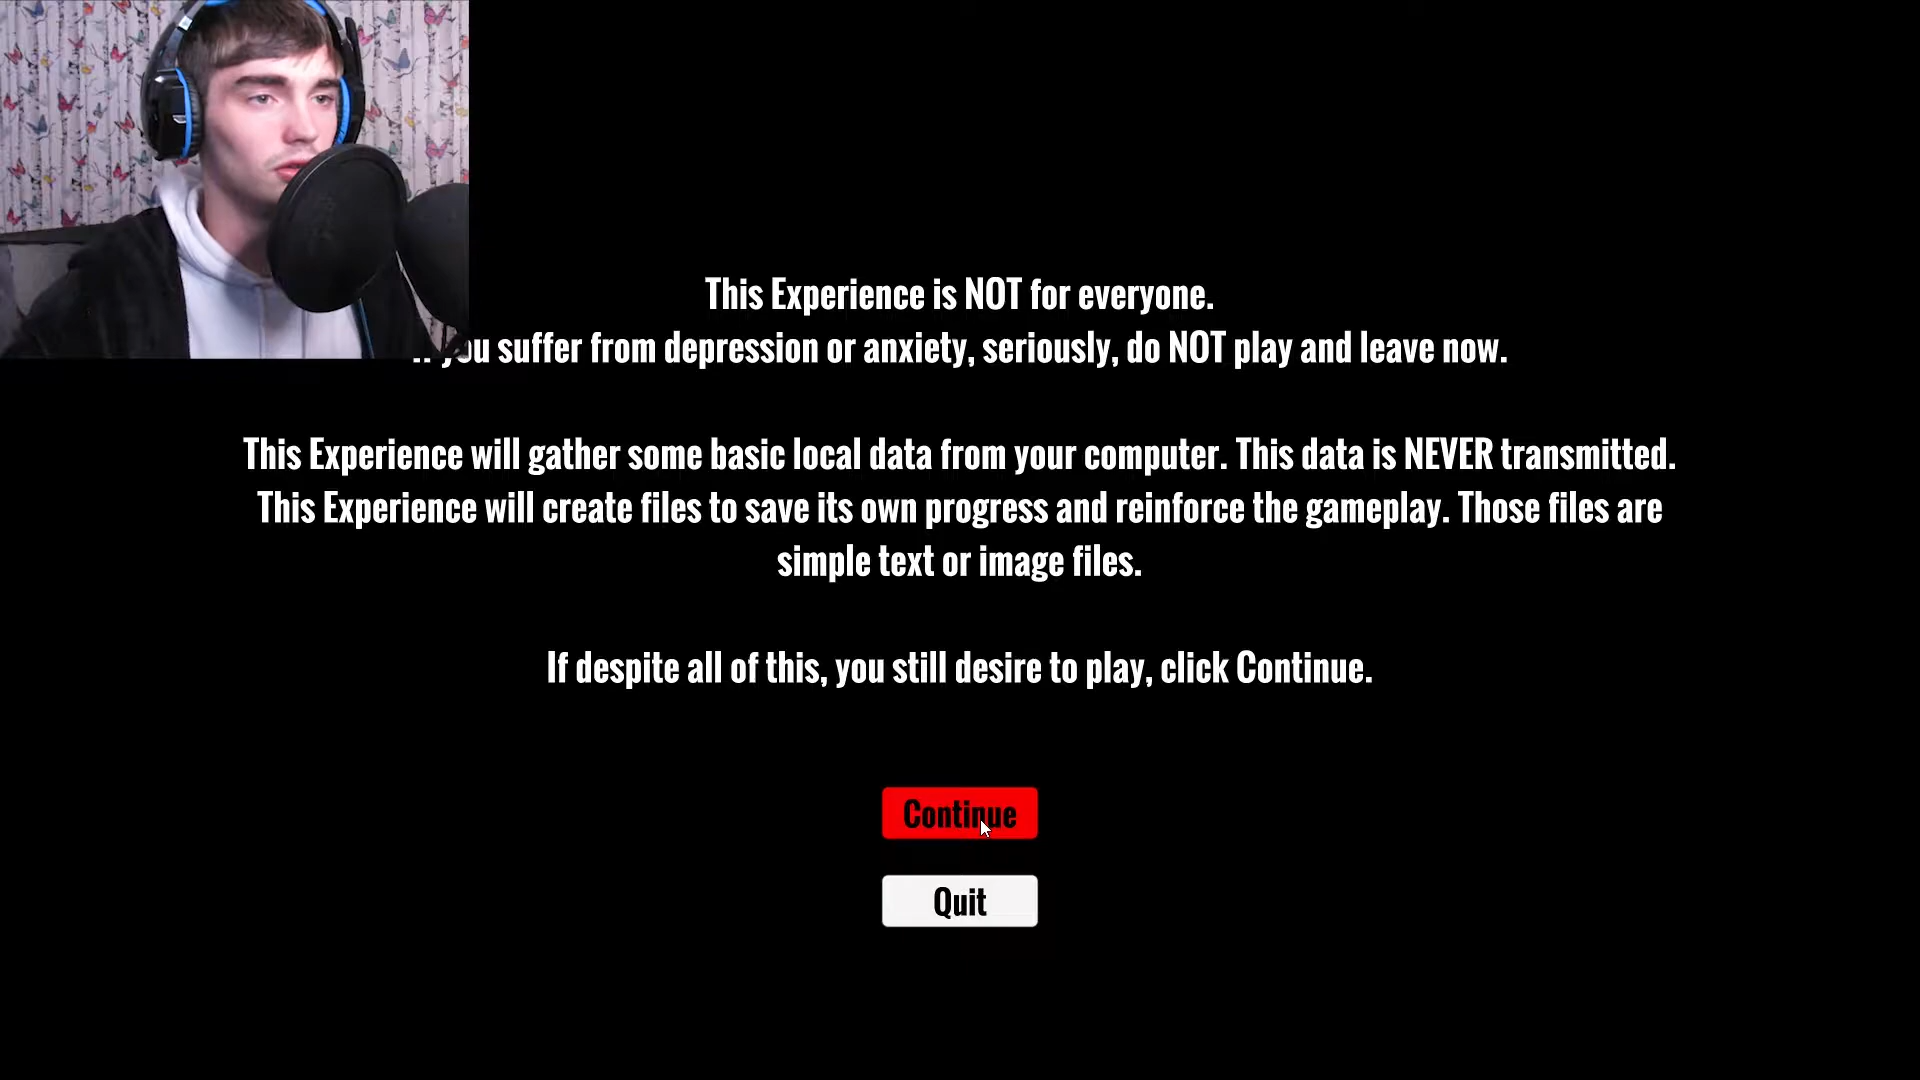 This Experience is NOT for everyone.
you suffer from depression or anxiety, seriously, do NOT play and leave now.
This Experience will gather some basic local data from your computer. This data is NEVER transmitted.
This Experience will create files to save its own progress and reinforce the gameplay. Those files are
simple text or image files.
If despite all of this, you still desire to play, click Continue.
Continue
Quit